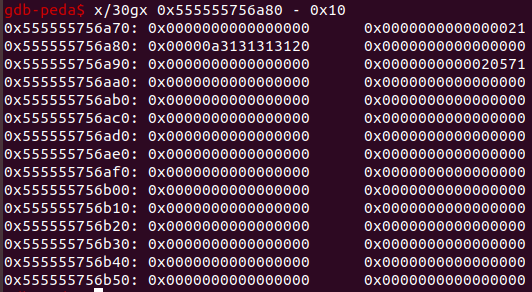 gdb-peda$ x/30gx 0x555555756a80 - 0x10
0x555555756a70: 0x0000000000000000 0x0000000000000021
0x555555756a80: 0x00000a3131313120 0x0000000000000000
0x555555756a90: 0x0000000000000000 0x0000000000020571
0x555555756aa0: 0x0000000000000000 0x0000000000000000
0x555555756ab0: 0x0000000000000000 0x0000000000000000
0x555555756ac0: 0x0000000000000000 0x0000000000000000
0x555555756ad0: 0x0000000000000000 0x0000000000000000
0x555555756ae0: 0x0000000000000000 0x0000000000000000
0x555555756af0: 0x0000000000000000 0x0000000000000000
0x555555756b00: 0x0000000000000000 0x0000000000000000
0x555555756b10: 0x0000000000000000 0x0000000000000000
0x555555756b20: 0x0000000000000000 0x0000000000000000
0x555555756b30: 0x0000000000000000 0x0000000000000000
0x555555756b40: 0x0000000000000000 0x0000000000000000
0x555555756b50: 0x0000000000000000 0x0000000000000000